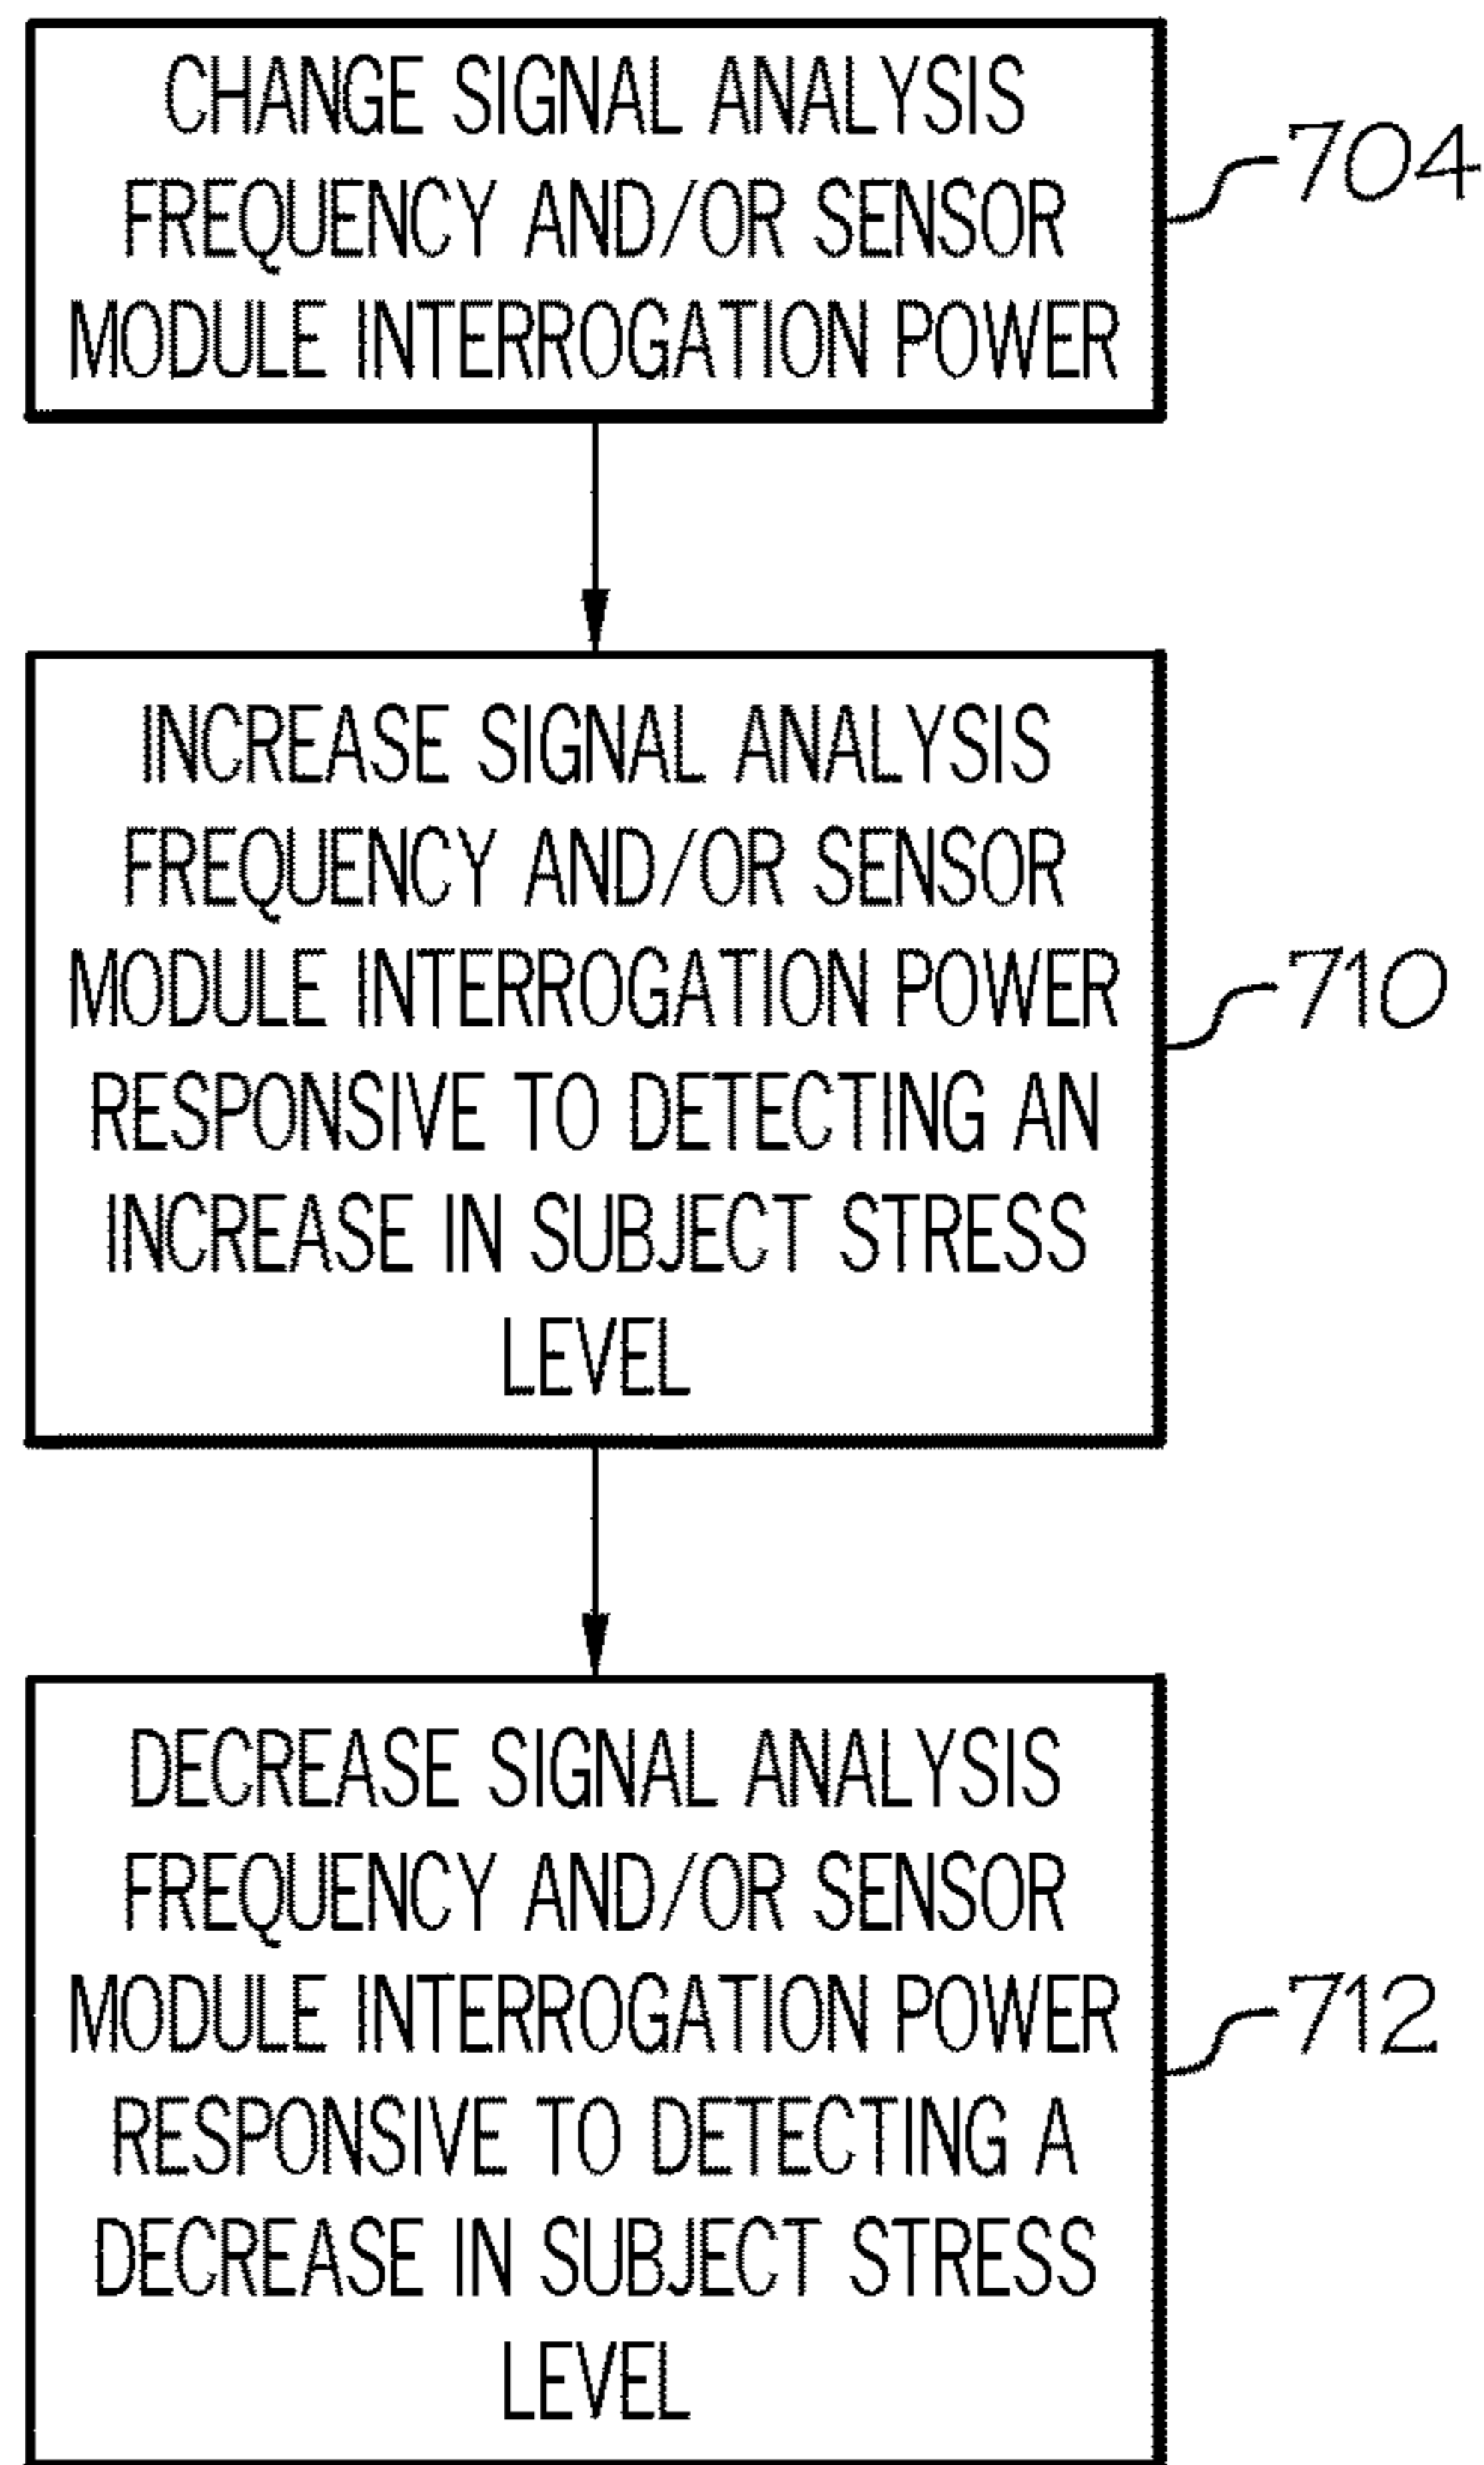 CHANGE SIGNAL ANALYSIS
FREQUENCY AND/OR SENSOR
MODULE INTERROGATION POWER
704
INCREASE SIGNAL ANALYSIS
FREQUENCY AND/OR SENSOR
MODULE INTERROGATION POWER
RESPONSIVE TO DETECTING AN
INCREASE IN SUBJECT STRESS
LEVEL
710
DECREASE SIGNAL ANALYSIS
FREQUENCY AND/OR SENSOR
MODULE INTERROGATION POWER
RESPONSIVE TO DETECTING A
DECREASE IN SUBJECT STRESS
LEVEL
712